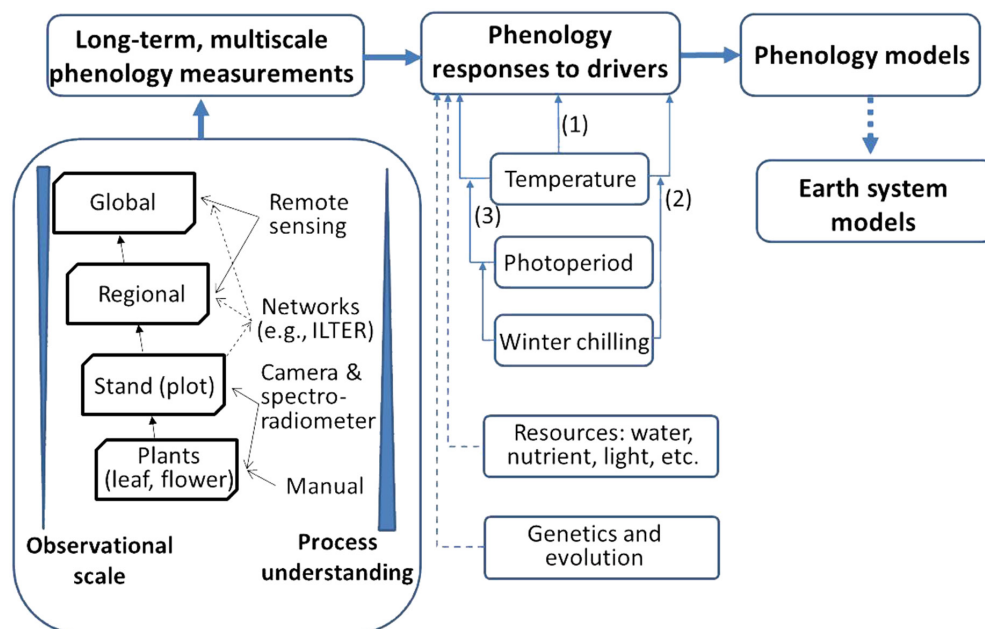 Long-term, multiscale
phenology measurements
Phenology
responses to drivers
Phenology models
Earth system
models
(1)
Temperature
(2)
(3)
Photoperiod
Winter chilling
Resources: water,
nutrient, light, etc.
Genetics and
evolution
Global
Remote
sensing
Regional
Networks
(e.g., ILTER)
Stand (plot)
Camera &
spectro-
radiometer
Plants
(leaf, flower)
Manual
Observational
scale
Process
understanding